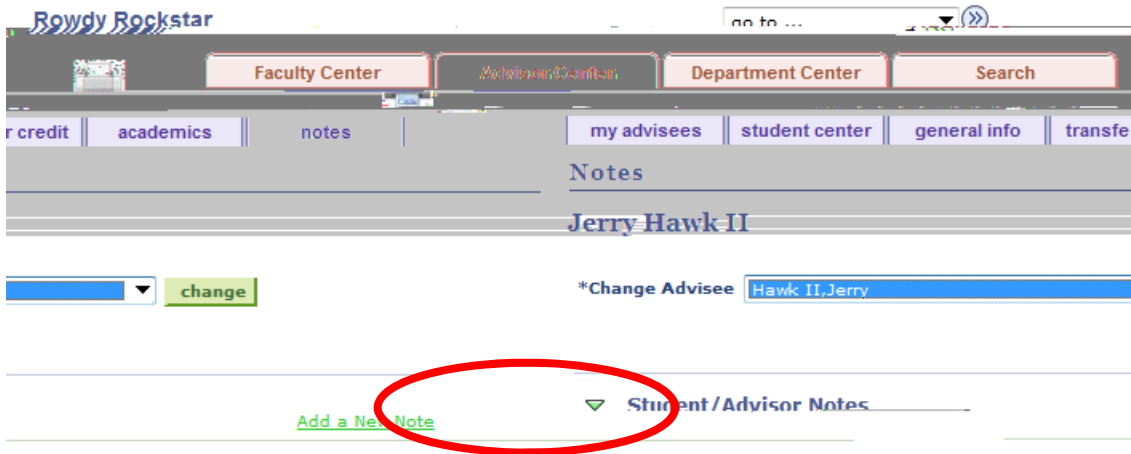 Rowdy Rockstar
go to ...
Faculty Center Advisor Center Department Center Search
r credit academics notes my advisees student center general info transfe
Notes
Jerry Hawk II
change *Change Advisee Hawk II,Jerry
Student/Advisor Notes
Add a New Note